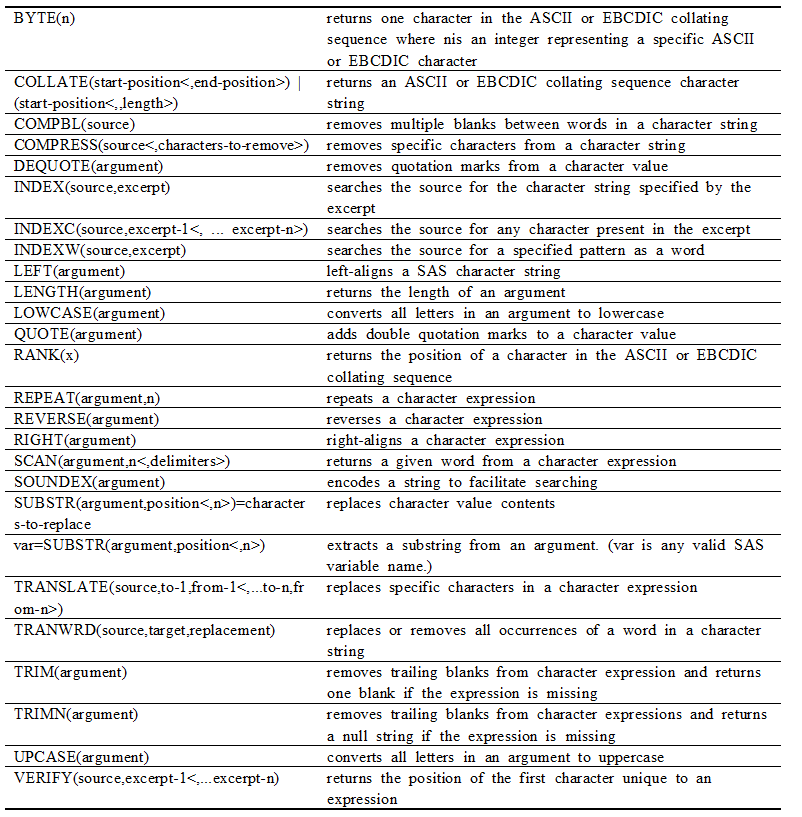 BYTE(n) returns one character in the ASCII or EBCDIC collating
sequence where nis an integer representing a specific ASCII
or EBCDIC character
COLLATE(start-position<,end-position>) | returns an ASCII or EBCDIC collating sequence character
(start-position<,,length>) string
COMPBL(source) removes multiple blanks between words in a character string
COMPRESS(source<,characters-to-remove>) removes specific characters from a character string
DEQUOTE(argument) removes quotation marks from a character value
INDEX(source,excerpt) searches the source for the character string specified by the
excerpt
INDEXC(source,excerpt-1<, ... excerpt-n>) searches the source for any character present in the excerpt
INDEXW(source,excerpt) searches the source for a specified pattern as a word
LEFT(argument) left-aligns a SAS character string
LENGTH(argument) returns the length of an argument
LOWCASE(argument) converts all letters in an argument to lowercase
QUOTE(argument) adds double quotation marks to a character value
RANK(x) returns the position of a character in the ASCII or EBCDIC
collating sequence
REPEAT(argument,n) repeats a character expression
REVERSE(argument) reverses a character expression
RIGHT(argument) right-aligns a character expression
SCAN(argument,n<,delimiters>) returns a given word from a character expression
SOUNDEX(argument) encodes a string to facilitate searching
SUBSTR(argument,position<,n>)=character replaces character value contents
s-to-replace
var=SUBSTR(argument,position<,n>) extracts a substring from an argument. (var is any valid SAS
variable name.)
TRANSLATE(source,to-1,from-1<,...to-n,fr replaces specific characters in a character expression
om-n>)
TRANWRD(source,target,replacement) replaces or removes all occurrences of a word in a character
string
TRIM(argument) removes trailing blanks from character expression and returns
one blank if the expression is missing
TRIMN(argument) removes trailing blanks from character expressions and returns
a null string if the expression is missing
UPCASE(argument) converts all letters in an argument to uppercase
VERIFY(source,excerpt-1<,...excerpt-n) returns the position of the first character unique to an
expression